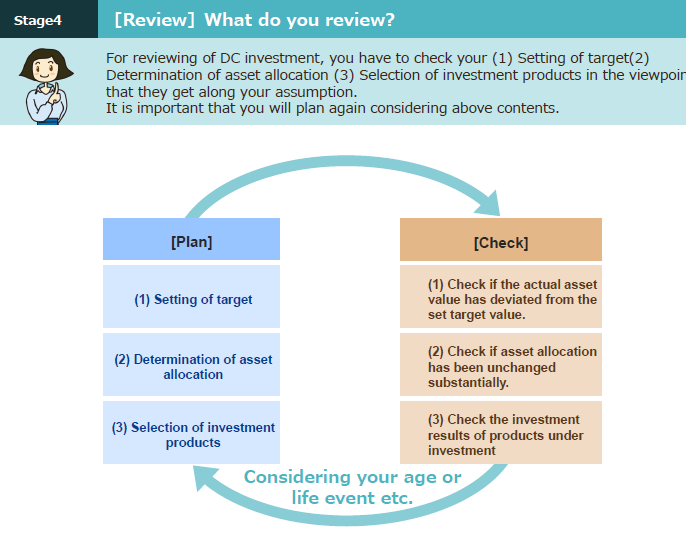 Stage4
[Review] What do you review?
For reviewing of DC investment, you have to check your (1) Setting of target(2)
Determination of asset allocation (3) Selection of investment products in the viewpoin
that they get along your assumption.
It is important that you will plan again considering above contents.
[Plan]
(1) Setting of target
(2) Determination of asset
allocation
(3) Selection of investment
products
[Check]
(1) Check if the actual asset
value has deviated from the
set target value.
(2) Check if asset allocation
has been unchanged
substantially.
(3) Check the investment
results of products under
investment
Considering your age or
life event etc.